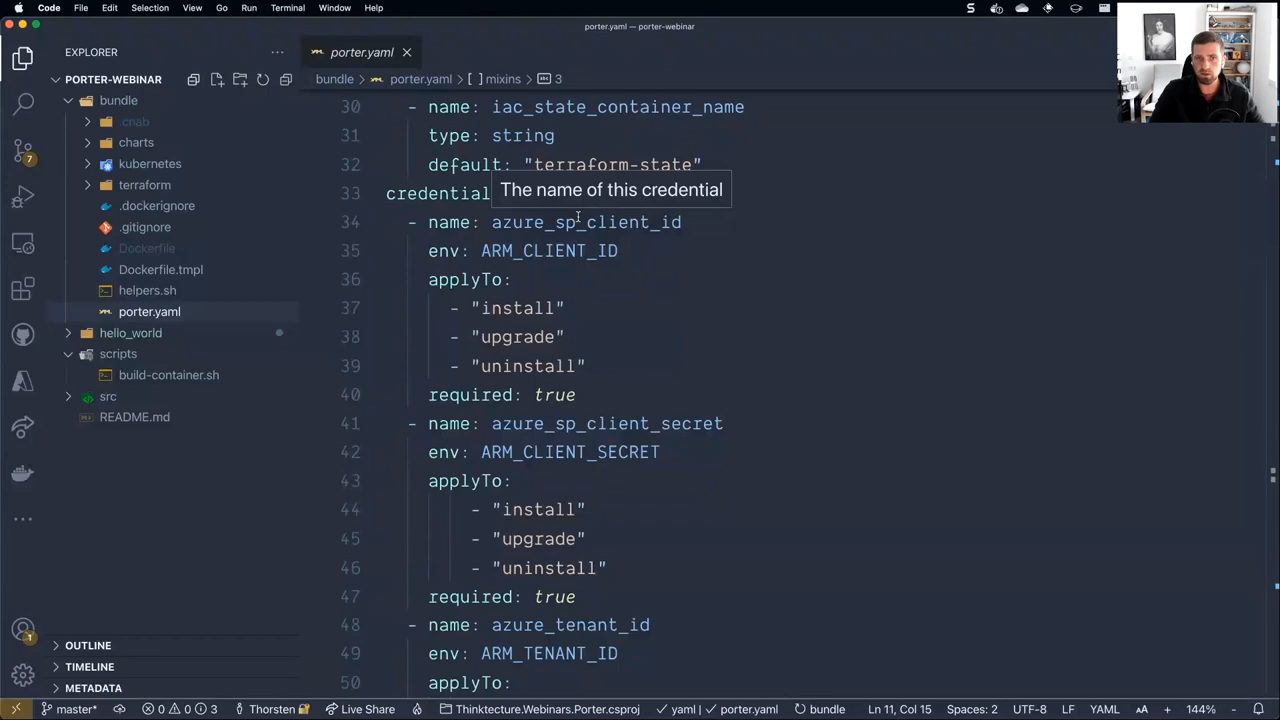 Code File Edit Selection View Go Run Terminal Window Help
porter.yaml — porter-webinar
EXPLORER
PORTER-WEBINAR
bundle
.cnab
charts
kubernetes
terraform
.dockerignore
.gitignore
Dockerfile
Dockerfile.tmpl
helpers.sh
porter.yaml
hello_world
scripts
build-container.sh
src
README.md
OUTLINE
TIMELINE
METADATA
7
1
porter.yaml
bundle > porter.yaml > [ ] mixins > abc 3
30 - name: iac_state_container_name
31 type: string
32 default: "terraform-state"
33 credential
The name of this credential
34 - name: azure_sp_client_id
35 env: ARM_CLIENT_ID
36 applyTo:
37 - "install"
38 - "upgrade"
39 - "uninstall"
40 required: true
41 - name: azure_sp_client_secret
42 env: ARM_CLIENT_SECRET
43 applyTo:
44 - "install"
45 - "upgrade"
46 - "uninstall"
47 required: true
48 - name: azure_tenant_id
49 env: ARM_TENANT_ID
50 applyTo:
master* 0 0 3 Thorsten Live Share Thinktecture.Webinars.Porter.csproj yaml | porter.yaml bundle Ln 11, Col 15 Spaces: 2 UTF-8 LF YAML AA 144%